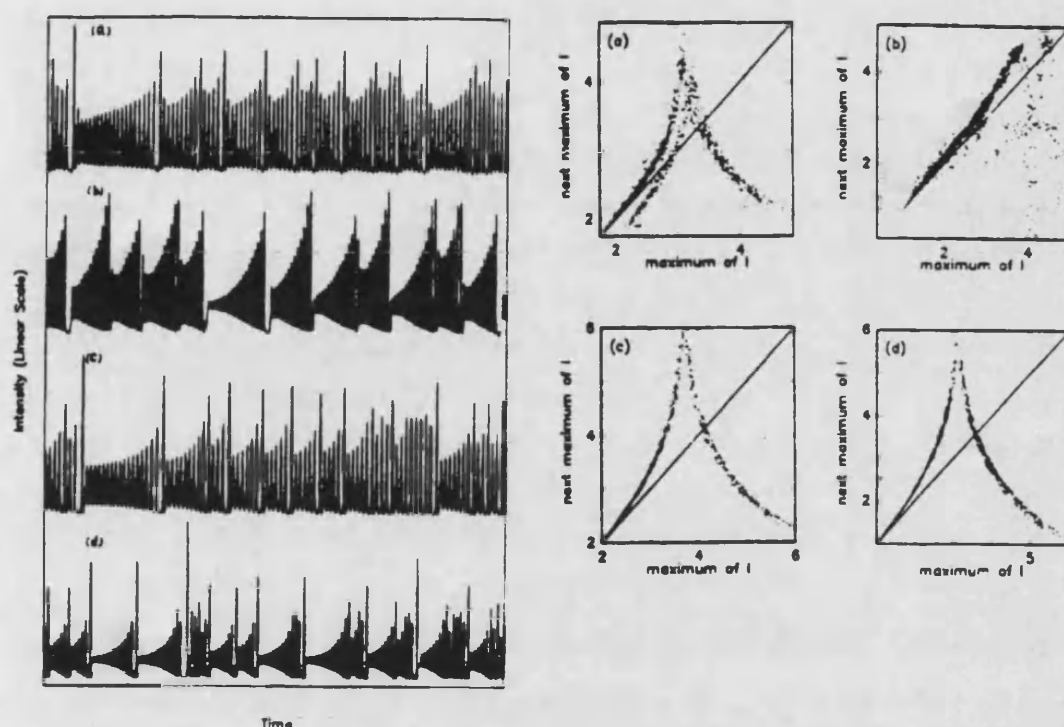 Intensity (Linear Scale)
(a)
(b)
(c)
(d)
Time
(a)
next maximum of I
4
2
2
4
maximum of I
(b)
next maximum of I
4
2
2
4
maximum of I
(c)
next maximum of I
6
4
2
2
4
6
maximum of I
(d)
next maximum of I
6
4
2
5
maximum of I